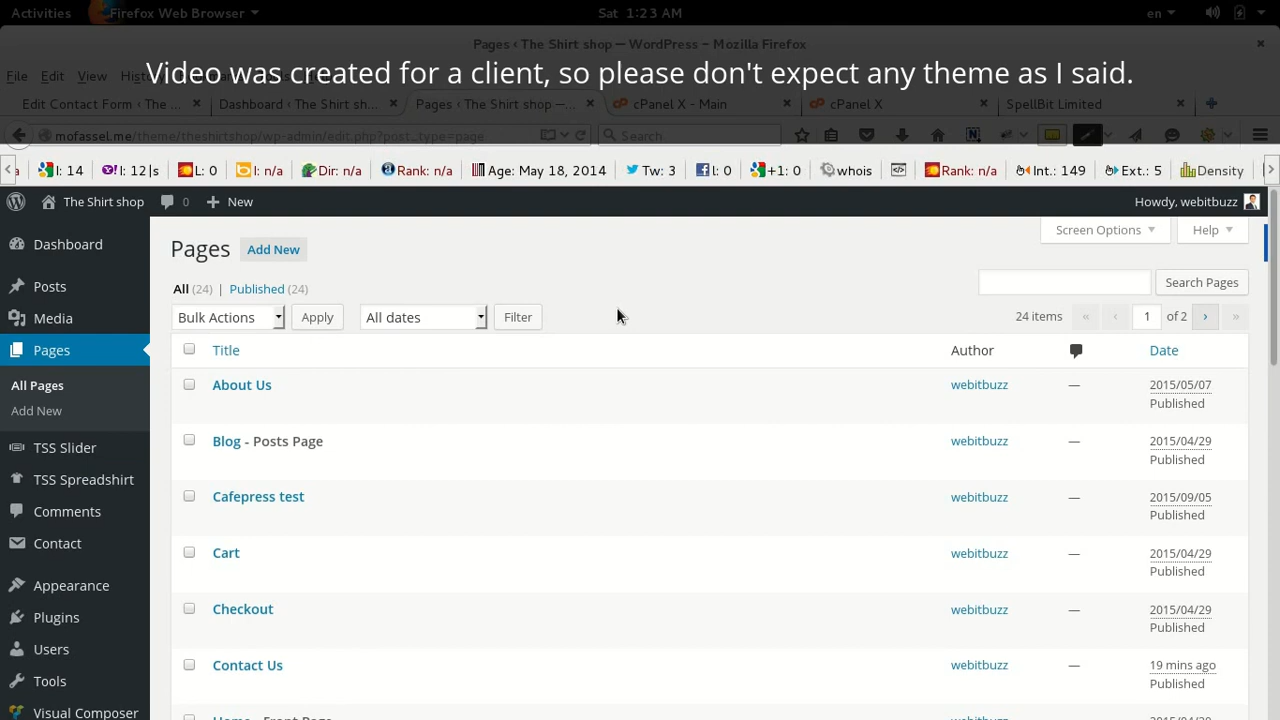 Activities Firefox Web Browser Sat 1:23 AM en
Pages ‹ The Shirt shop — WordPress – Mozilla Firefox
Video was created for a client, so please don't expect any theme as I said.
File Edit View
Edit Contact Form ‹ The ... Dashboard ‹ The Shirt sh... Pages ‹ The Shirt shop —... cPanel X - Main cPanel X SpellBit Limited
mofassel.me/theme/theshirtshop/wp-admin/edit.php?post_type=page Search
I: 14 I: 12|s L: 0 I: n/a Dir: n/a Rank: n/a Age: May 18, 2014 Tw: 3 l: 0 +1: 0 whois Rank: n/a Int.: 149 Ext.: 5 Density
The Shirt shop 0 New Howdy, webitbuzz
Dashboard
Posts
Media
Pages
All Pages
Add New
TSS Slider
TSS Spreadshirt
Comments
Contact
Appearance
Plugins
Users
Tools
Visual Composer
Screen Options Help
Pages Add New
All (24) | Published (24) Search Pages
Bulk Actions Apply All dates Filter 24 items « ‹ 1 of 2 › »
Title Author Date
About Us webitbuzz — 2015/05/07
Published
Blog - Posts Page webitbuzz — 2015/04/29
Published
Cafepress test webitbuzz — 2015/09/05
Published
Cart webitbuzz — 2015/04/29
Published
Checkout webitbuzz — 2015/04/29
Published
Contact Us webitbuzz — 19 mins ago
Published
Home - Front Page webitbuzz 2015/04/29